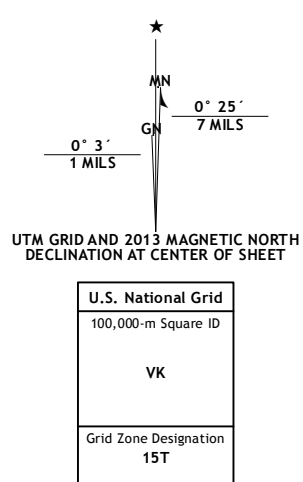 ★
MN
0° 25´
7 MILS
GN
0° 3´
1 MILS
UTM GRID AND 2013 MAGNETIC NORTH
DECLINATION AT CENTER OF SHEET
U.S. National Grid
100,000-m Square ID
VK
Grid Zone Designation
15T